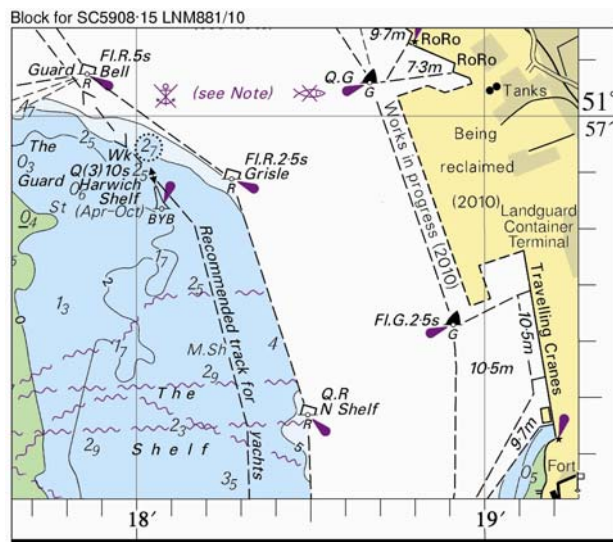 Block for SC5908·15 LNM881/10
Fl.R.5s
Bell
Guard
R
(see Note)
Q.G
G
9·7m
RoRo
RoRo
7·3m
Tanks
51°
57'
Being
reclaimed
(2010)
Landguard
Container
Terminal
Works in progress (2010)
The
Guard
0₃
2₅
Wk
2₇
Q(3)10s
Harwich
Shelf
0₆
St (Apr-Oct)
BYB
Fl.R.2·5s
Grisle
R
0₄
1₇
2
2₅
1₃
1₇
Recommended track for yachts
M.Sh
2₉
4
Fl.G.2·5s
G
10·5m
10·5m
Travelling Cranes
Q.R
N Shelf
R
The
2₃
Shelf
2₉
3₅
5
9·7m
0₅
Fort
18'
19